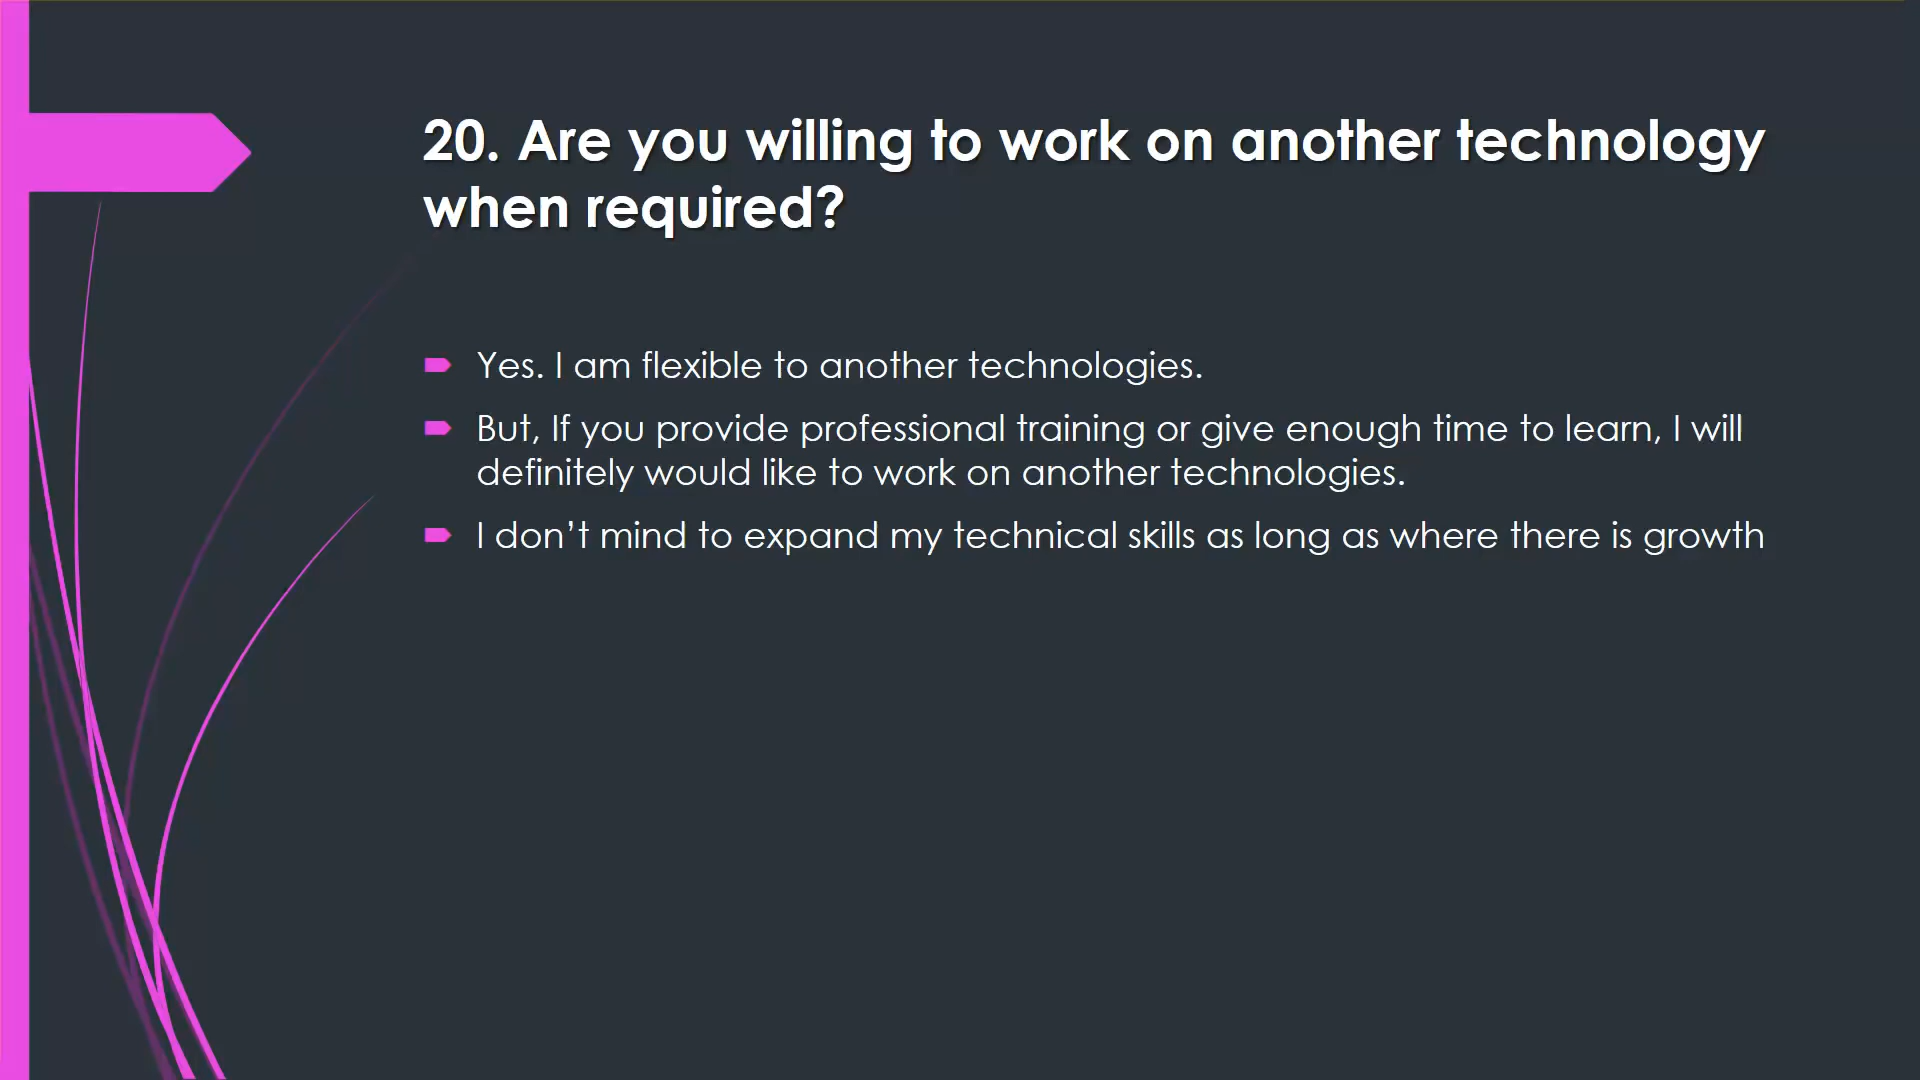 20. Are you willing to work on another technology
when required?
Yes. I am flexible to another technologies.
But, If you provide professional training or give enough time to learn, I will
definitely would like to work on another technologies.
I don’t mind to expand my technical skills as long as where there is growth